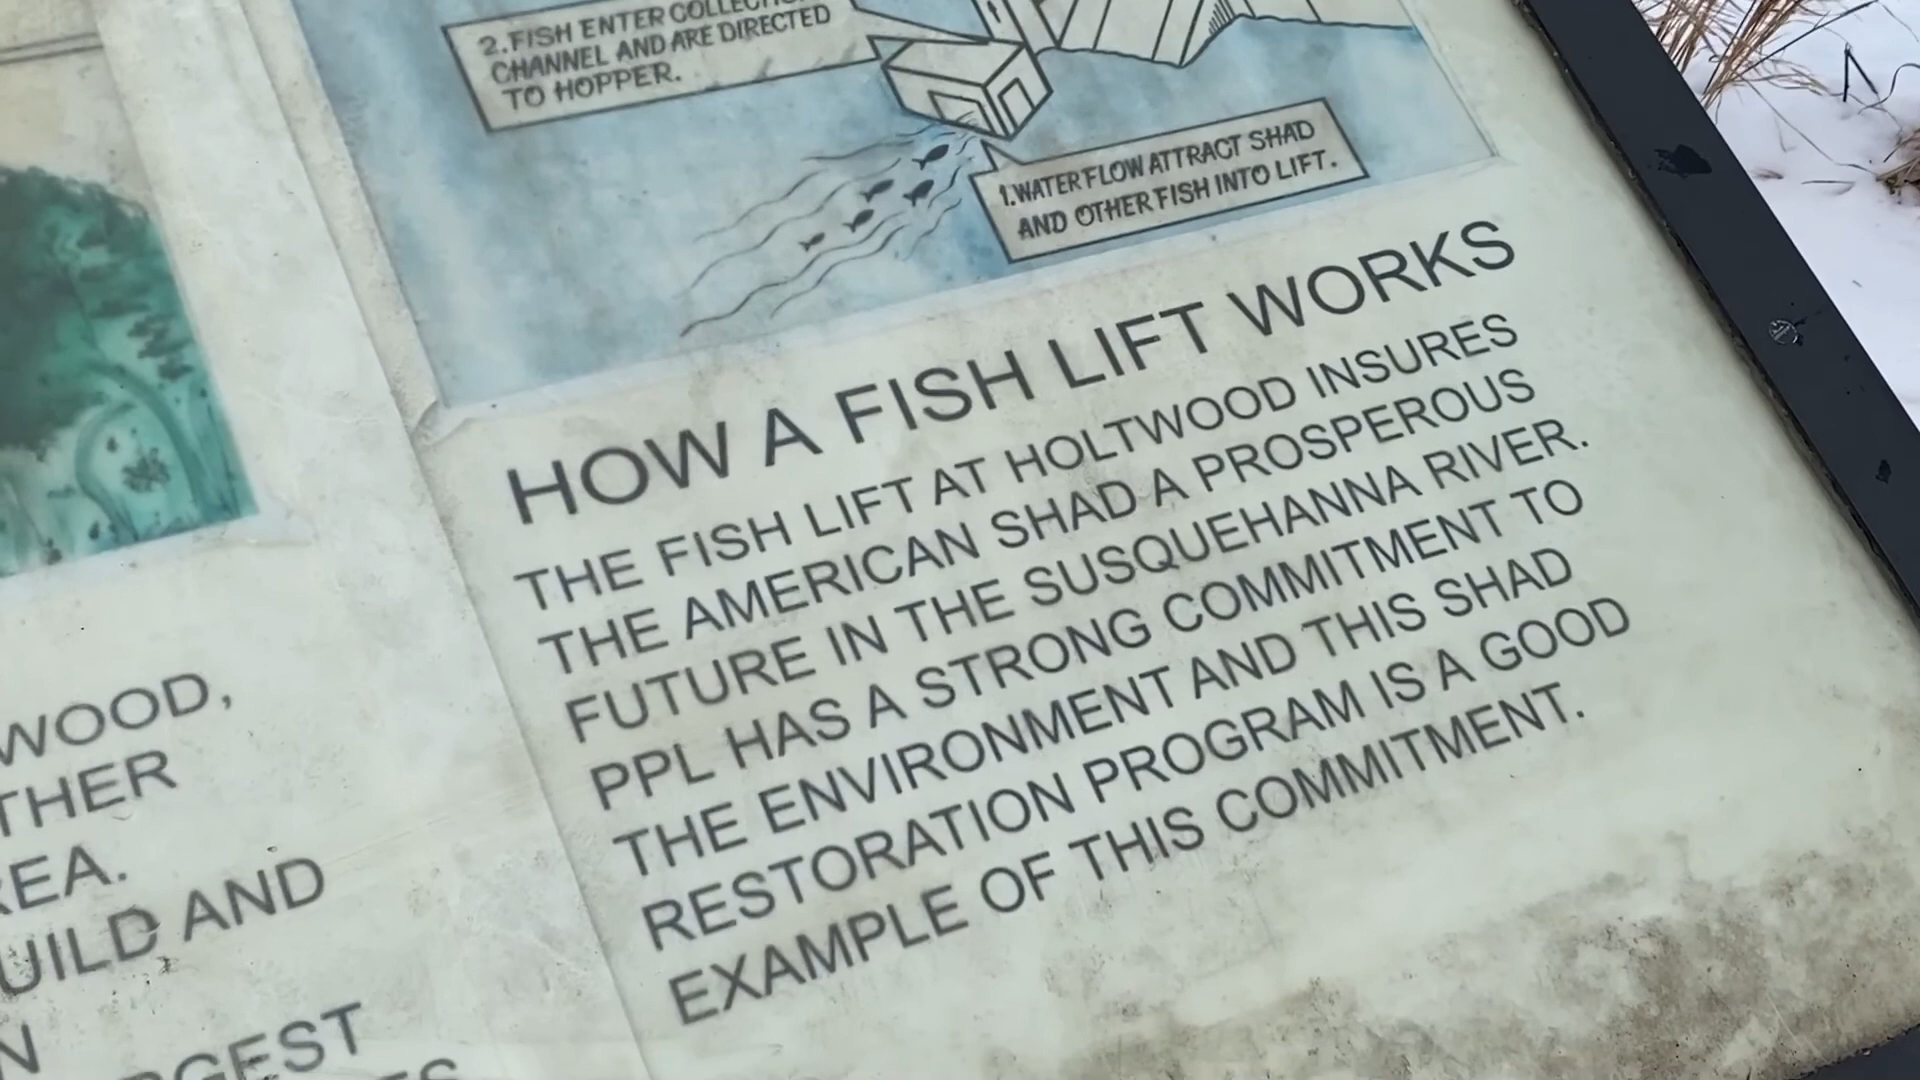 2. FISH ENTER
CHANNEL AND ARE DIRECTED
TO HOPPER.
1. WATER FLOW ATTRACT SHAD
AND OTHER FISH INTO LIFT.
HOW A FISH LIFT WORKS
THE FISH LIFT AT HOLTWOOD INSURES
THE AMERICAN SHAD A PROSPEROUS
FUTURE IN THE SUSQUEHANNA RIVER.
PPL HAS A STRONG COMMITMENT TO
THE ENVIRONMENT AND THIS SHAD
RESTORATION PROGRAM IS A GOOD
EXAMPLE OF THIS COMMITMENT.
WOOD,
THER
EA.
UILD AND
N
GEST